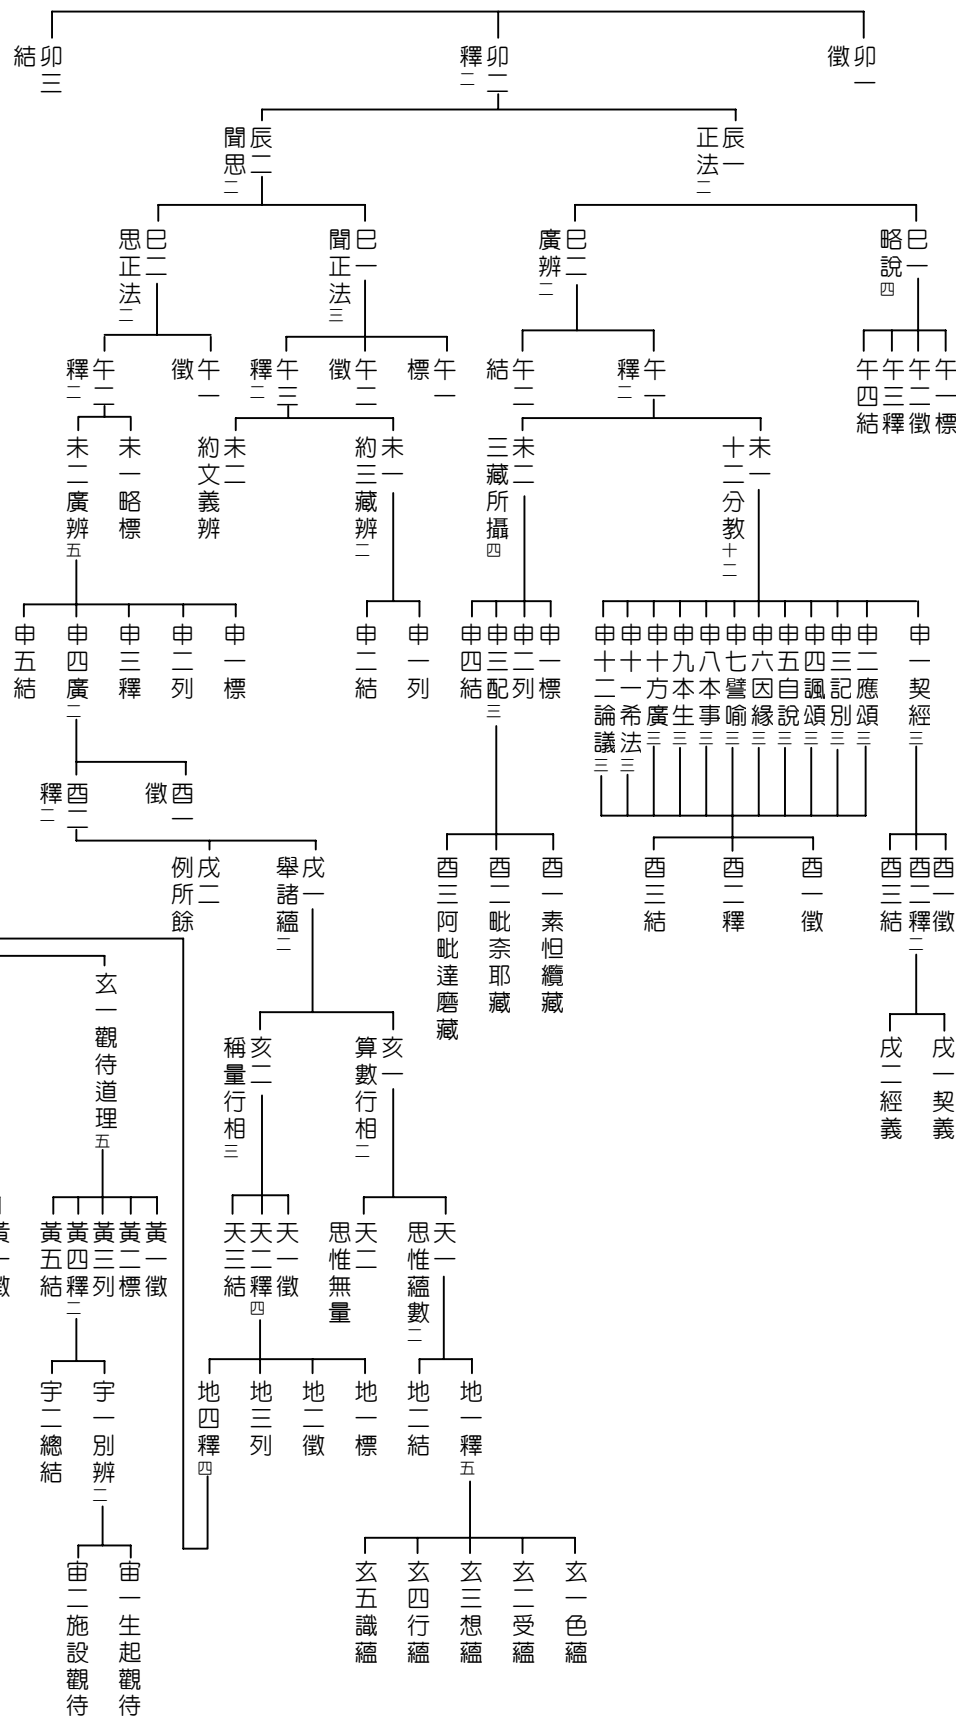 卯一
徵
卯二
釋二
卯三
結
辰一
正法二
辰二
聞思二
巳一
略說四
巳二
廣辨二
巳一
聞正法三
巳二
思正法二
午一標
午二徵
午三釋
午四結
午一
釋二
午二
結
午一
標
午二
徵
午三
釋二
午一
徵
午二
釋二
未一
十二分教十二
未二
三藏所攝四
未一
約三藏辨二
未二
約文義辨
未一略標
未二廣辨五
申一契經三
申二應頌三
申三記別三
申四諷頌三
申五自說三
申六因緣三
申七譬喻三
申八本事三
申九本生三
申十方廣三
申十一希法三
申十二論議三
申一標
申二列
申三配三
申四結
申一列
申二結
申一標
申二列
申三釋
申四廣二
申五結
酉一徵
酉二釋二
酉三結
酉一徵
酉二釋
酉三結
酉一素怛纜藏
酉二毗奈耶藏
酉三阿毗達磨藏
酉一
徵
酉二
釋二
戌一契義
戌二經義
戌一
舉諸蘊二
戌二
例所餘
亥一
算數行相二
亥二
稱量行相三
玄一觀待道理五
天一
思惟蘊數二
天二
思惟無量
天一徵
天二釋四
天三結
黃一徵
黃二標
黃三列
黃四釋二
黃五結
黃一徵
地一釋五
地二結
地一標
地二徵
地三列
地四釋四
宇一別辨二
宇二總結
玄一色蘊
玄二受蘊
玄三想蘊
玄四行蘊
玄五識蘊
宙一生起觀待
宙二施設觀待